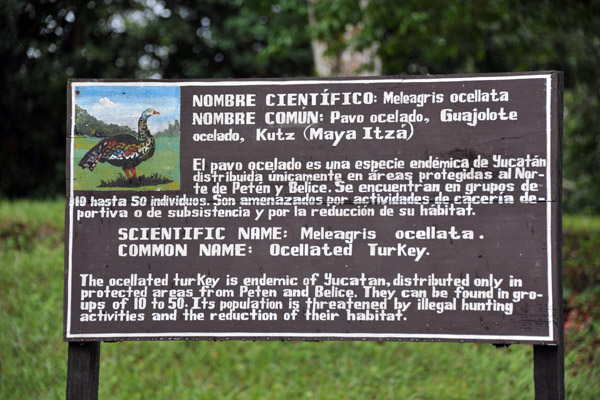 NOMBRE CIENTÍFICO: Meleagris ocellata
NOMBRE COMÚN: Pavo ocelado, Guajolote
ocelado, Kutz (Maya Itzá)
El pavo ocelado es una especie endémica de Yucatán
distribuida únicamente en áreas protegidas al Nor-
te de Petén y Belice. Se encuentran en grupos de
10 hasta 50 individuos. Son amenazados por actividades de cacería de-
portiva o de subsistencia y por la reducción de su hábitat.
SCIENTIFIC NAME: Meleagris ocellata.
COMMON NAME: Ocellated Turkey.
The ocellated turkey is endemic of Yucatan, distributed only in
protected areas from Peten and Belice. They can be found in gro-
ups of 10 to 50. Its population is threatened by illegal hunting
activities and the reduction of their habitat.